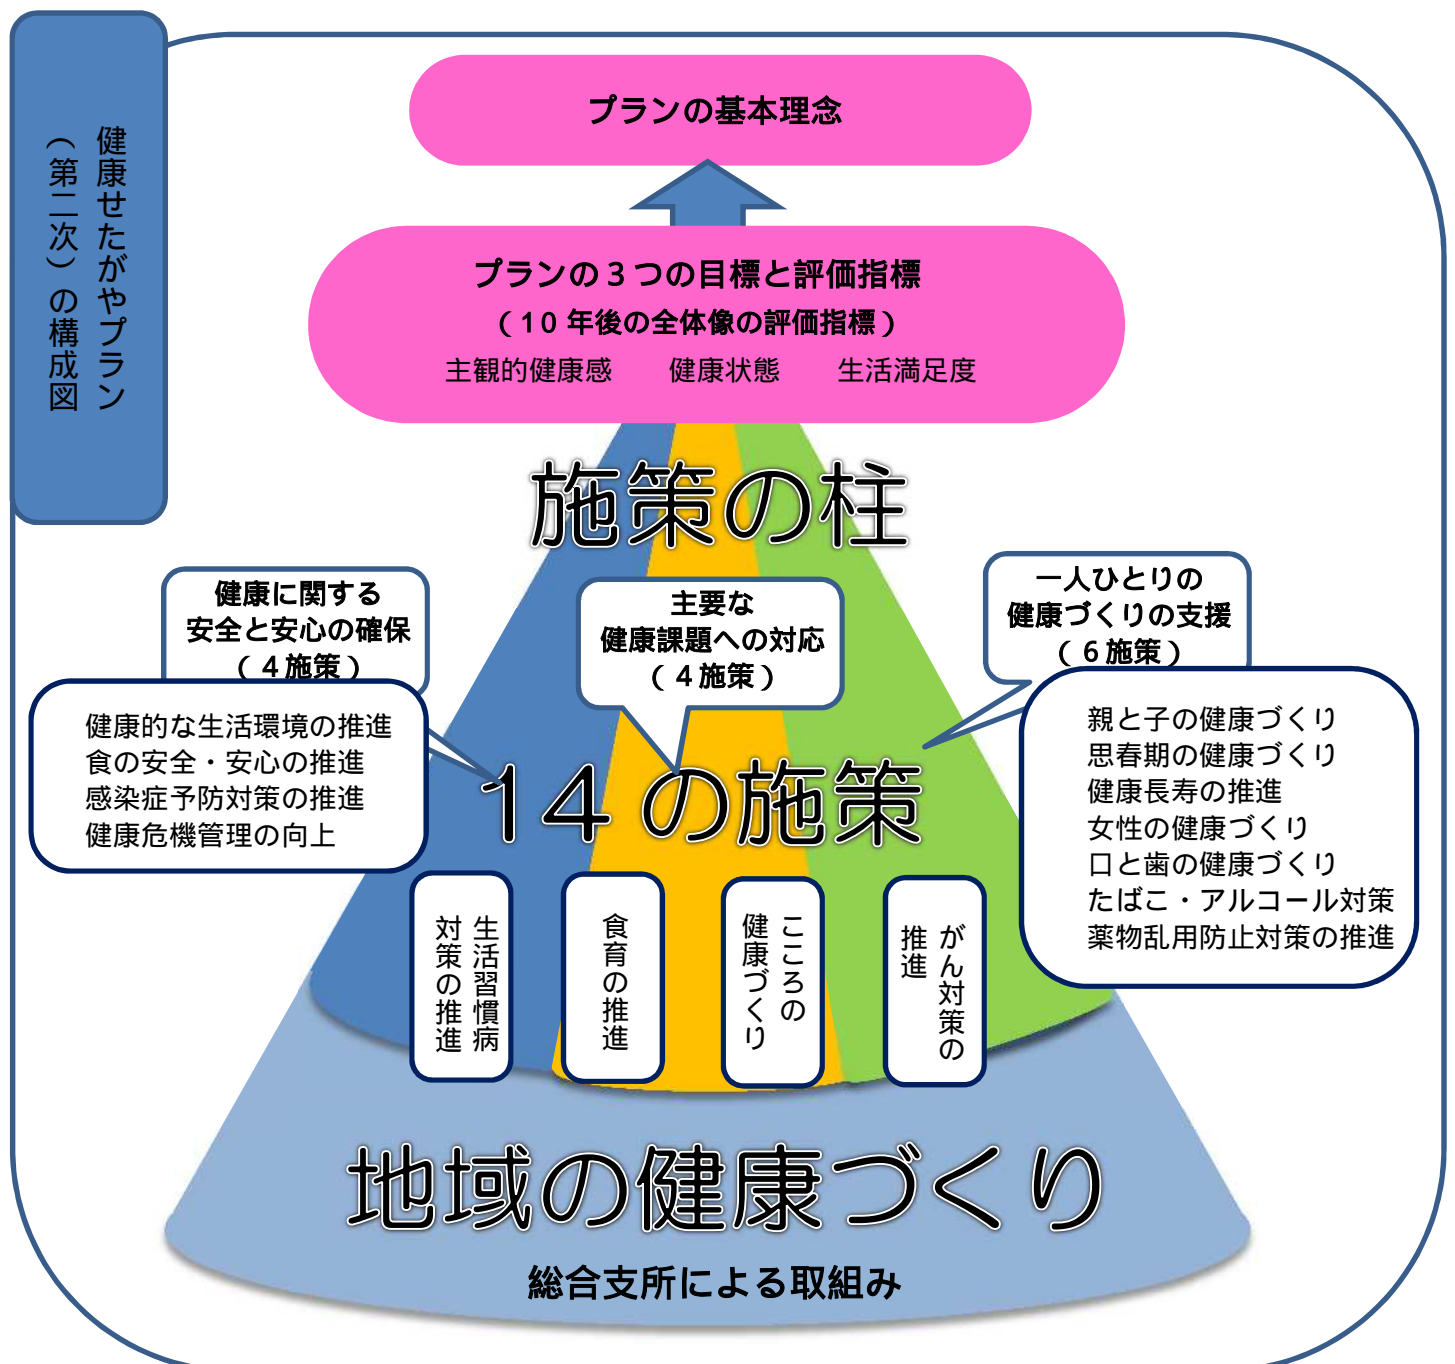 健康せたがやプラン
（第二次）の構成図
プランの基本理念
プランの3つの目標と評価指標
（10年後の全体像の評価指標）
主観的健康感　健康状態　生活満足度
施策の柱
健康に関する
安全と安心の確保
（4施策）
健康的な生活環境の推進
食の安全・安心の推進
感染症予防対策の推進
健康危機管理の向上
主要な
健康課題への対応
（4施策）
一人ひとりの
健康づくりの支援
（6施策）
親と子の健康づくり
思春期の健康づくり
健康長寿の推進
女性の健康づくり
口と歯の健康づくり
たばこ・アルコール対策
薬物乱用防止対策の推進
14の施策
生活習慣病
対策の推進
食育の推進
こころの
健康づくり
がん対策の
推進
地域の健康づくり
総合支所による取組み